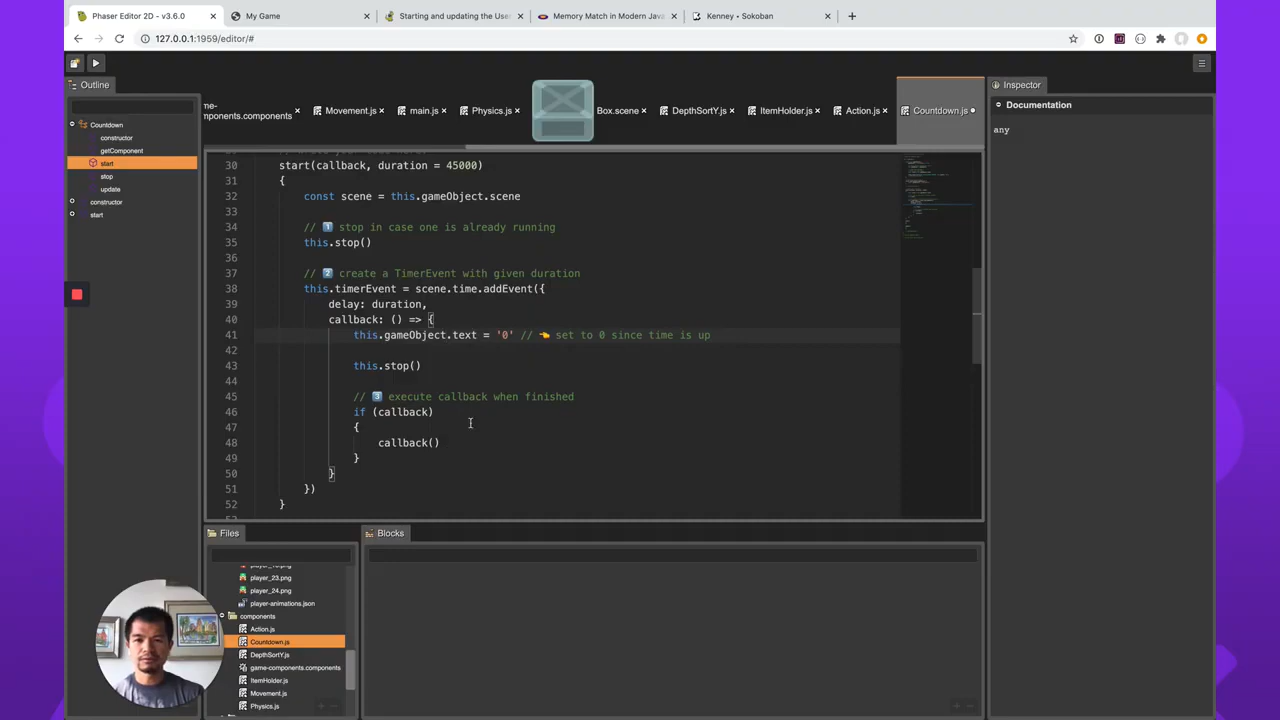 Phaser Editor 2D - v3.6.0
My Game
Starting and updating the User
Memory Match in Modern Java
Kenney • Sokoban
127.0.0.1:1959/editor/#
Outline
Countdown
constructor
getComponent
start
stop
update
constructor
start
me-
mponents.components
Movement.js
main.js
Physics.js
Box.scene
DepthSortY.js
ItemHolder.js
Action.js
Countdown.js
30 start(callback, duration = 45000)
31 {
32 const scene = this.gameObject.scene
33
34 // 1 stop in case one is already running
35 this.stop()
36
37 // 2 create a TimerEvent with given duration
38 this.timerEvent = scene.time.addEvent({
39 delay: duration,
40 callback: () => {
41 this.gameObject.text = '0' // 👈 set to 0 since time is up
42
43 this.stop()
44
45 // 3 execute callback when finished
46 if (callback)
47 {
48 callback()
49 }
50 }
51 })
52 }
Inspector
Documentation
any
Files
player_23.png
player_24.png
player-animations.json
components
Action.js
Countdown.js
DepthSortY.js
game-components.components
ItemHolder.js
Movement.js
Physics.js
Blocks